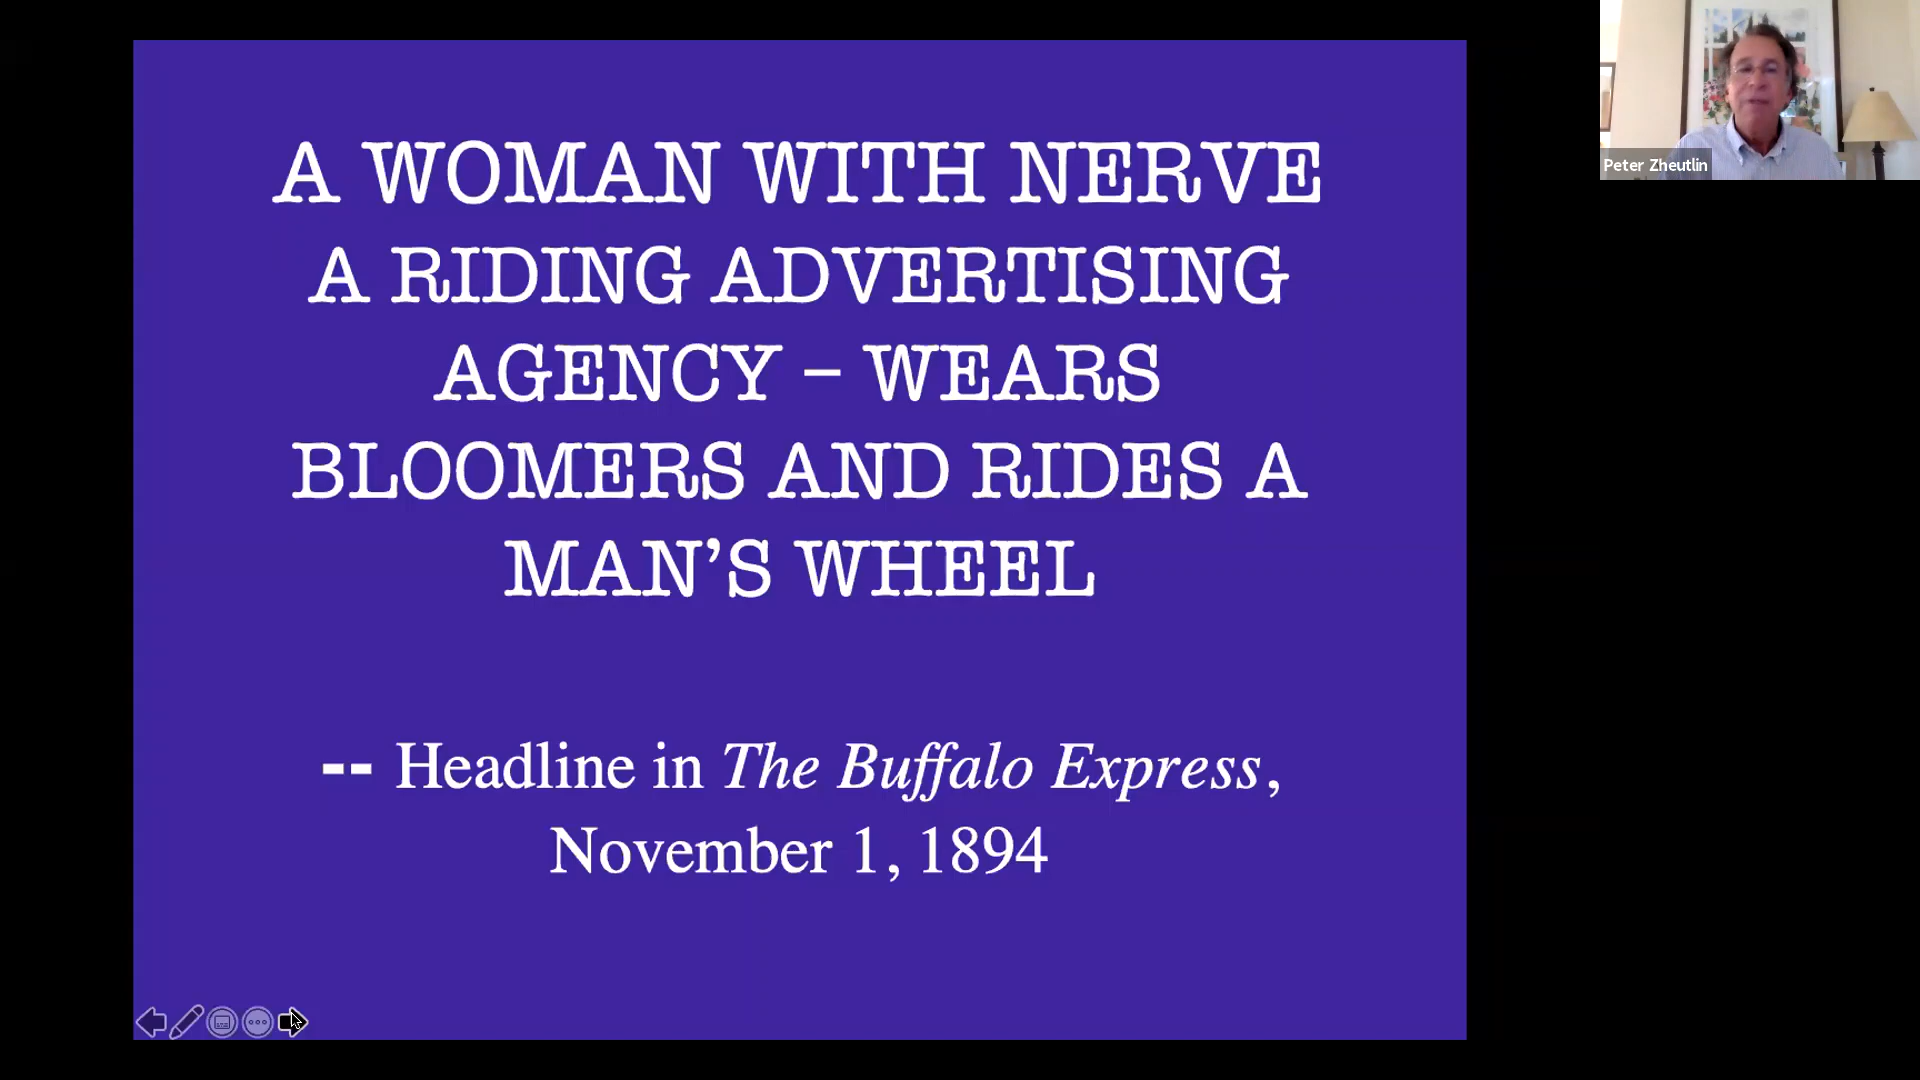 A WOMAN WITH NERVE
A RIDING ADVERTISING
AGENCY – WEARS
BLOOMERS AND RIDES A
MAN’S WHEEL
-- Headline in The Buffalo Express,
November 1, 1894
Peter Zheutlin